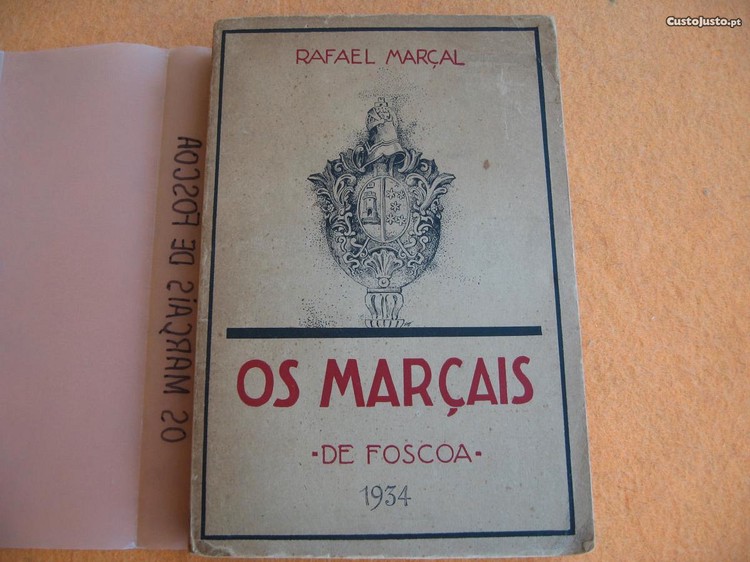 CustoJusto.pt
RAFAEL MARÇAL
OS MARÇAIS
-DE FOSCOA-
1934
OS MARÇAIS DE FOSCOA